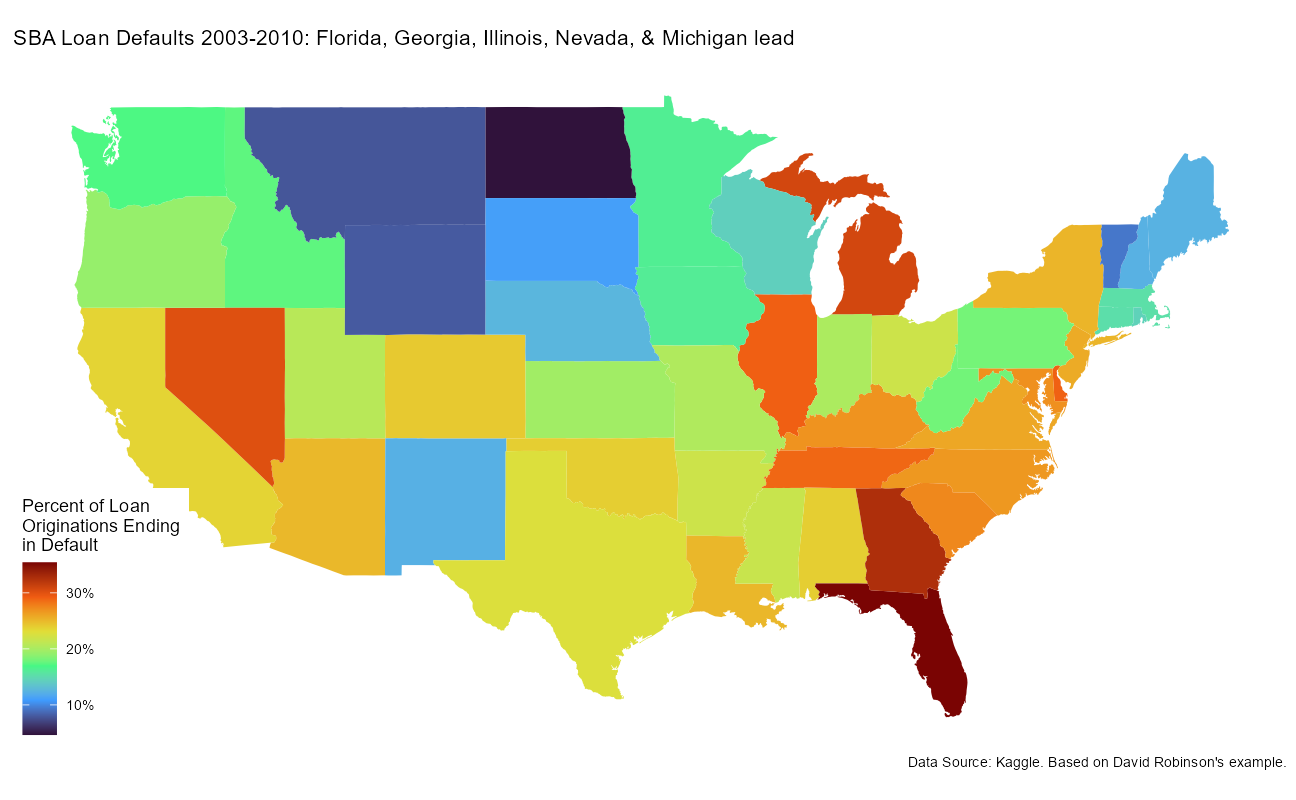 SBA Loan Defaults 2003-2010: Florida, Georgia, Illinois, Nevada, & Michigan lead
Percent of Loan
Originations Ending
in Default
30%
20%
10%
Data Source: Kaggle. Based on David Robinson's example.